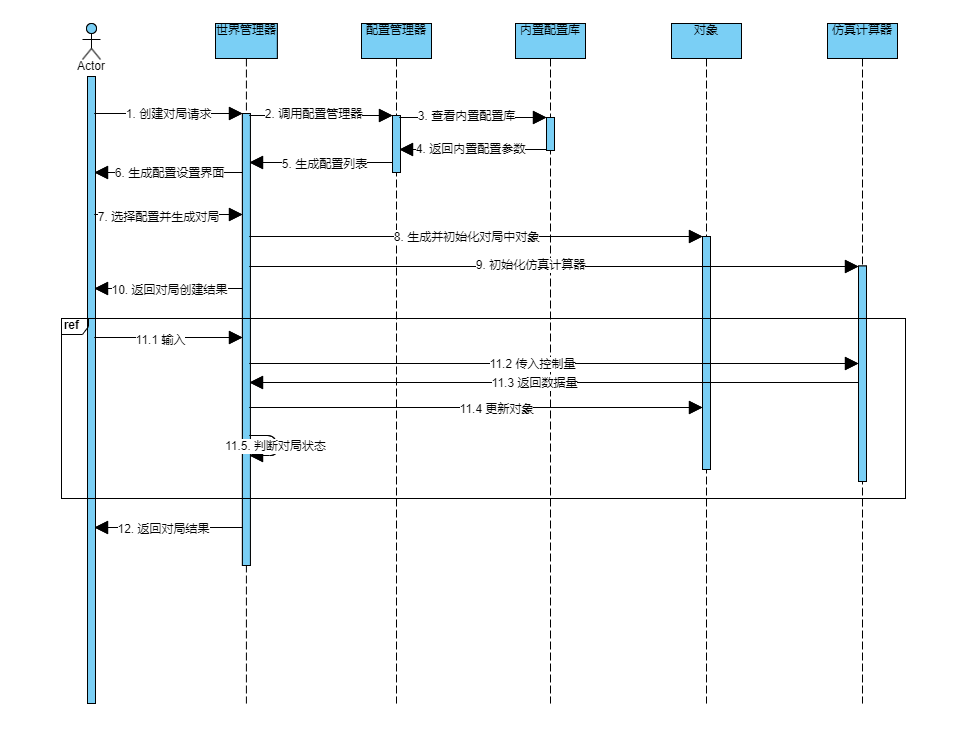 世界管理器
配置管理器
内置配置库
对象
仿真计算器
Actor
1. 创建对局请求
2. 调用配置管理器
3. 查看内置配置库
4. 返回内置配置参数
5. 生成配置列表
6. 生成配置设置界面
7. 选择配置并生成对局
8. 生成并初始化对局中对象
9. 初始化仿真计算器
10. 返回对局创建结果
ref
11.1 输入
11.2 传入控制量
11.3 返回数据量
11.4 更新对象
11.5. 判断对局状态
12. 返回对局结果